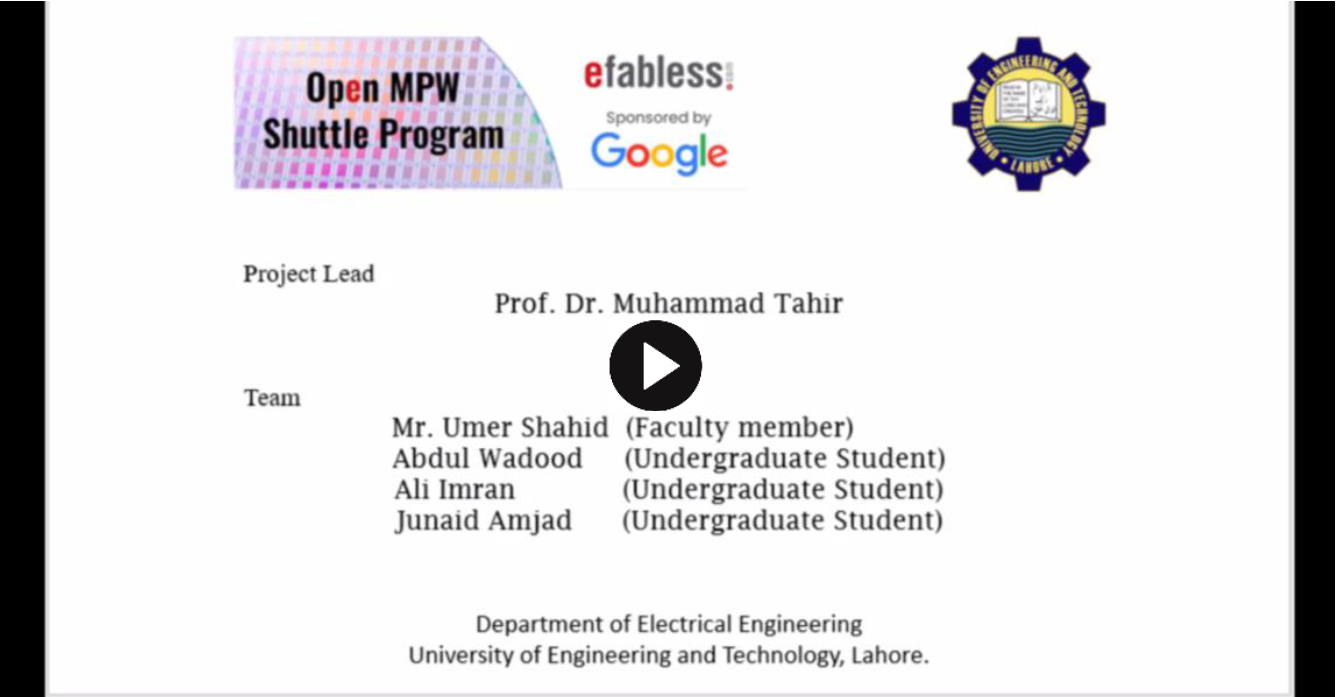 Open MPW
Shuttle Program
efabless.com
Sponsored by
Google
UNIVERSITY OF ENGINEERING AND TECHNOLOGY
LAHORE
Project Lead
Prof. Dr. Muhammad Tahir
Team
Mr. Umer Shahid (Faculty member)
Abdul Wadood (Undergraduate Student)
Ali Imran (Undergraduate Student)
Junaid Amjad (Undergraduate Student)
Department of Electrical Engineering
University of Engineering and Technology, Lahore.